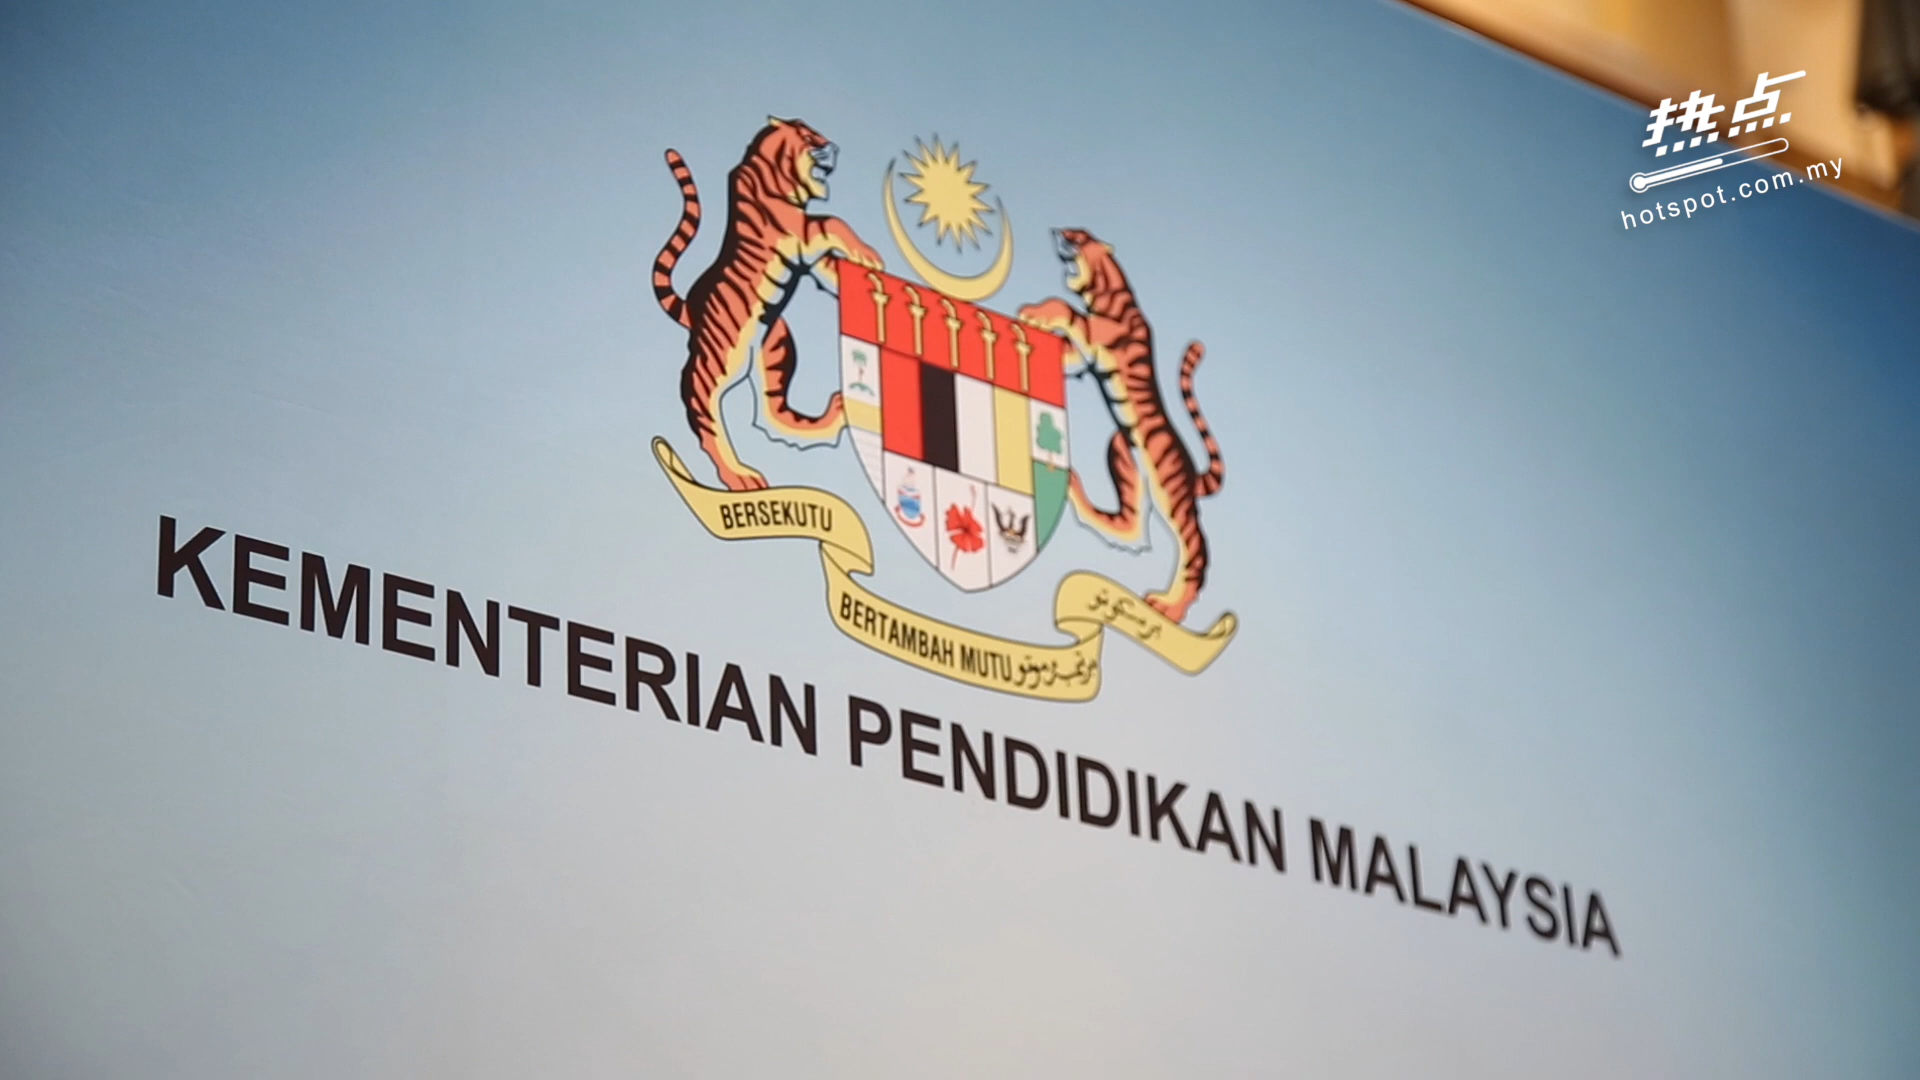 热点
hotspot.com.my
BERSEKUTU
BERTAMBAH MUTU
KEMENTERIAN PENDIDIKAN MALAYSIA